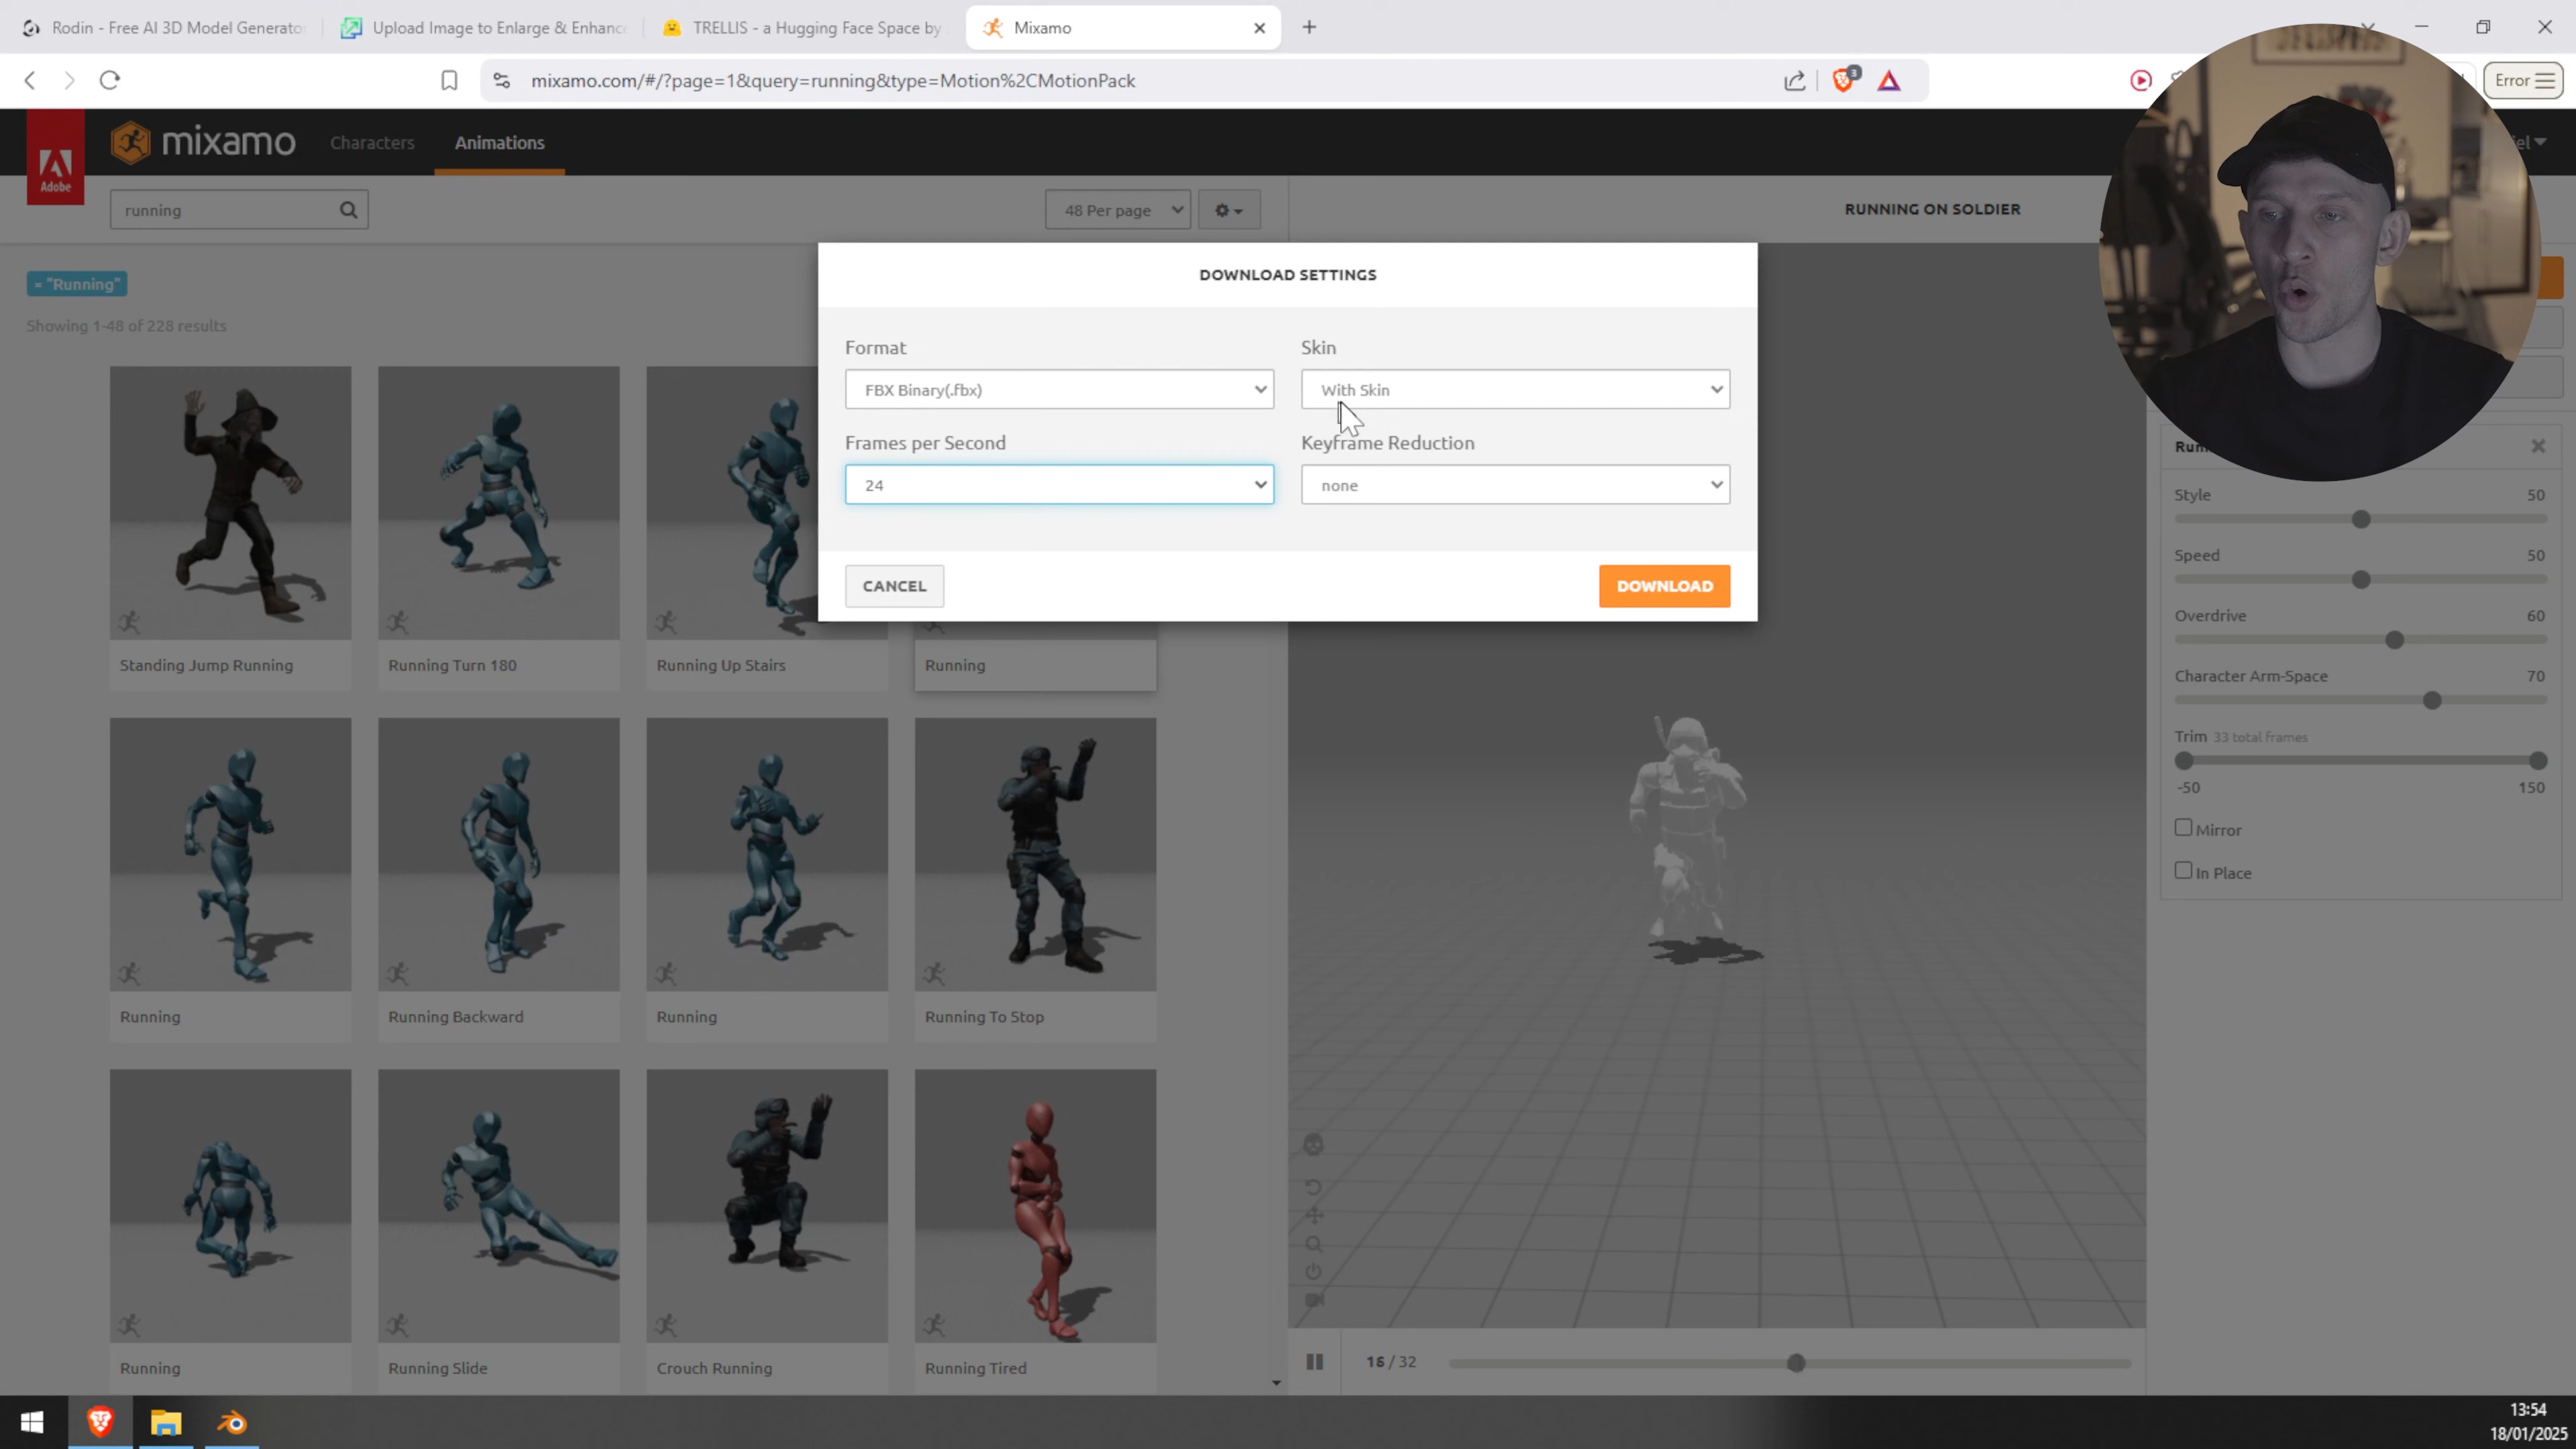 Rodin - Free AI 3D Model Generato
Upload Image to Enlarge & Enhance
TRELLIS - a Hugging Face Space by
Mixamo
mixamo.com/#/?page=1&query=running&type=Motion%2CMotionPack
3
Error
Adobe
mixamo
Characters
Animations
running
48 Per page
RUNNING ON SOLDIER
= "Running"
Showing 1-48 of 228 results
DOWNLOAD SETTINGS
Format
Skin
FBX Binary(.fbx)
With Skin
Frames per Second
Keyframe Reduction
24
none
CANCEL
DOWNLOAD
Standing Jump Running
Running Turn 180
Running Up Stairs
Running
Running
Running Backward
Running
Running To Stop
Running
Running Slide
Crouch Running
Running Tired
Style
50
Speed
50
Overdrive
60
Character Arm-Space
70
Trim 33 total frames
-50
150
Mirror
In Place
16 / 32
13:54
18/01/2025